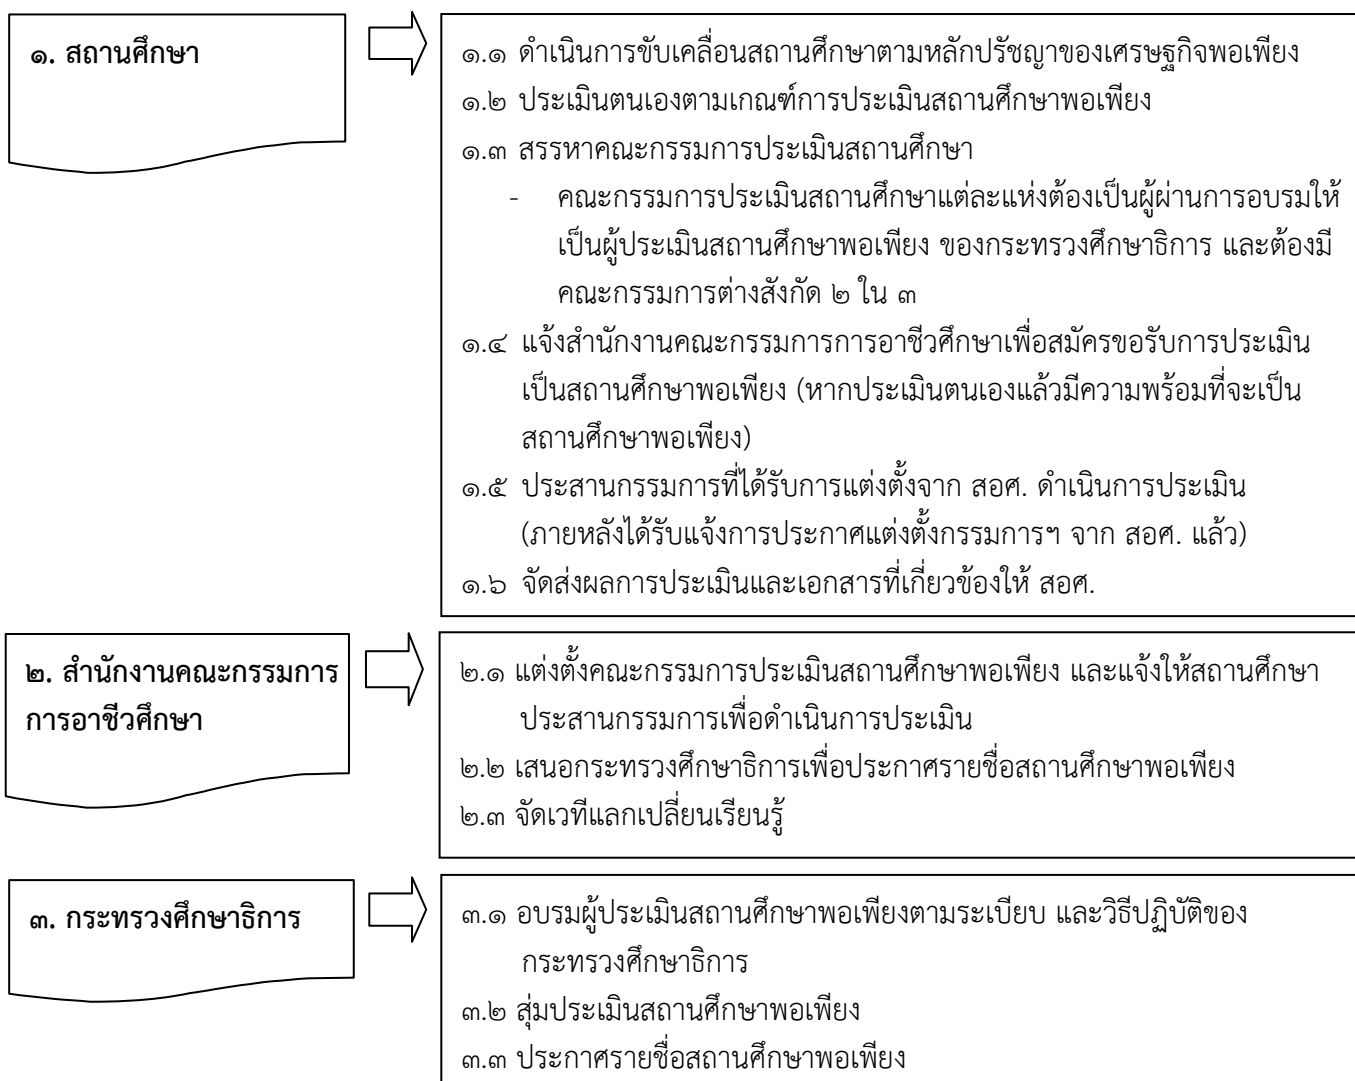 ๑. สถานศึกษา
๑.๑ ดำเนินการขับเคลื่อนสถานศึกษาตามหลักปรัชญาของเศรษฐกิจพอเพียง
๑.๒ ประเมินตนเองตามเกณฑ์การประเมินสถานศึกษาพอเพียง
๑.๓ สรรหาคณะกรรมการประเมินสถานศึกษา
- คณะกรรมการประเมินสถานศึกษาแต่ละแห่งต้องเป็นผู้ผ่านการอบรมให้
เป็นผู้ประเมินสถานศึกษาพอเพียง ของกระทรวงศึกษาธิการ และต้องมี
คณะกรรมการต่างสังกัด ๒ ใน ๓
๑.๔ แจ้งสำนักงานคณะกรรมการการอาชีวศึกษาเพื่อสมัครขอรับการประเมิน
เป็นสถานศึกษาพอเพียง (หากประเมินตนเองแล้วมีความพร้อมที่จะเป็น
สถานศึกษาพอเพียง)
๑.๕ ประสานกรรมการที่ได้รับการแต่งตั้งจาก สอศ. ดำเนินการประเมิน
(ภายหลังได้รับแจ้งการประกาศแต่งตั้งกรรมการฯ จาก สอศ. แล้ว)
๑.๖ จัดส่งผลการประเมินและเอกสารที่เกี่ยวข้องให้ สอศ.
๒. สำนักงานคณะกรรมการ
การอาชีวศึกษา
๒.๑ แต่งตั้งคณะกรรมการประเมินสถานศึกษาพอเพียง และแจ้งให้สถานศึกษา
ประสานกรรมการเพื่อดำเนินการประเมิน
๒.๒ เสนอกระทรวงศึกษาธิการเพื่อประกาศรายชื่อสถานศึกษาพอเพียง
๒.๓ จัดเวทีแลกเปลี่ยนเรียนรู้
๓. กระทรวงศึกษาธิการ
๓.๑ อบรมผู้ประเมินสถานศึกษาพอเพียงตามระเบียบ และวิธีปฏิบัติของ
กระทรวงศึกษาธิการ
๓.๒ สุ่มประเมินสถานศึกษาพอเพียง
๓.๓ ประกาศรายชื่อสถานศึกษาพอเพียง